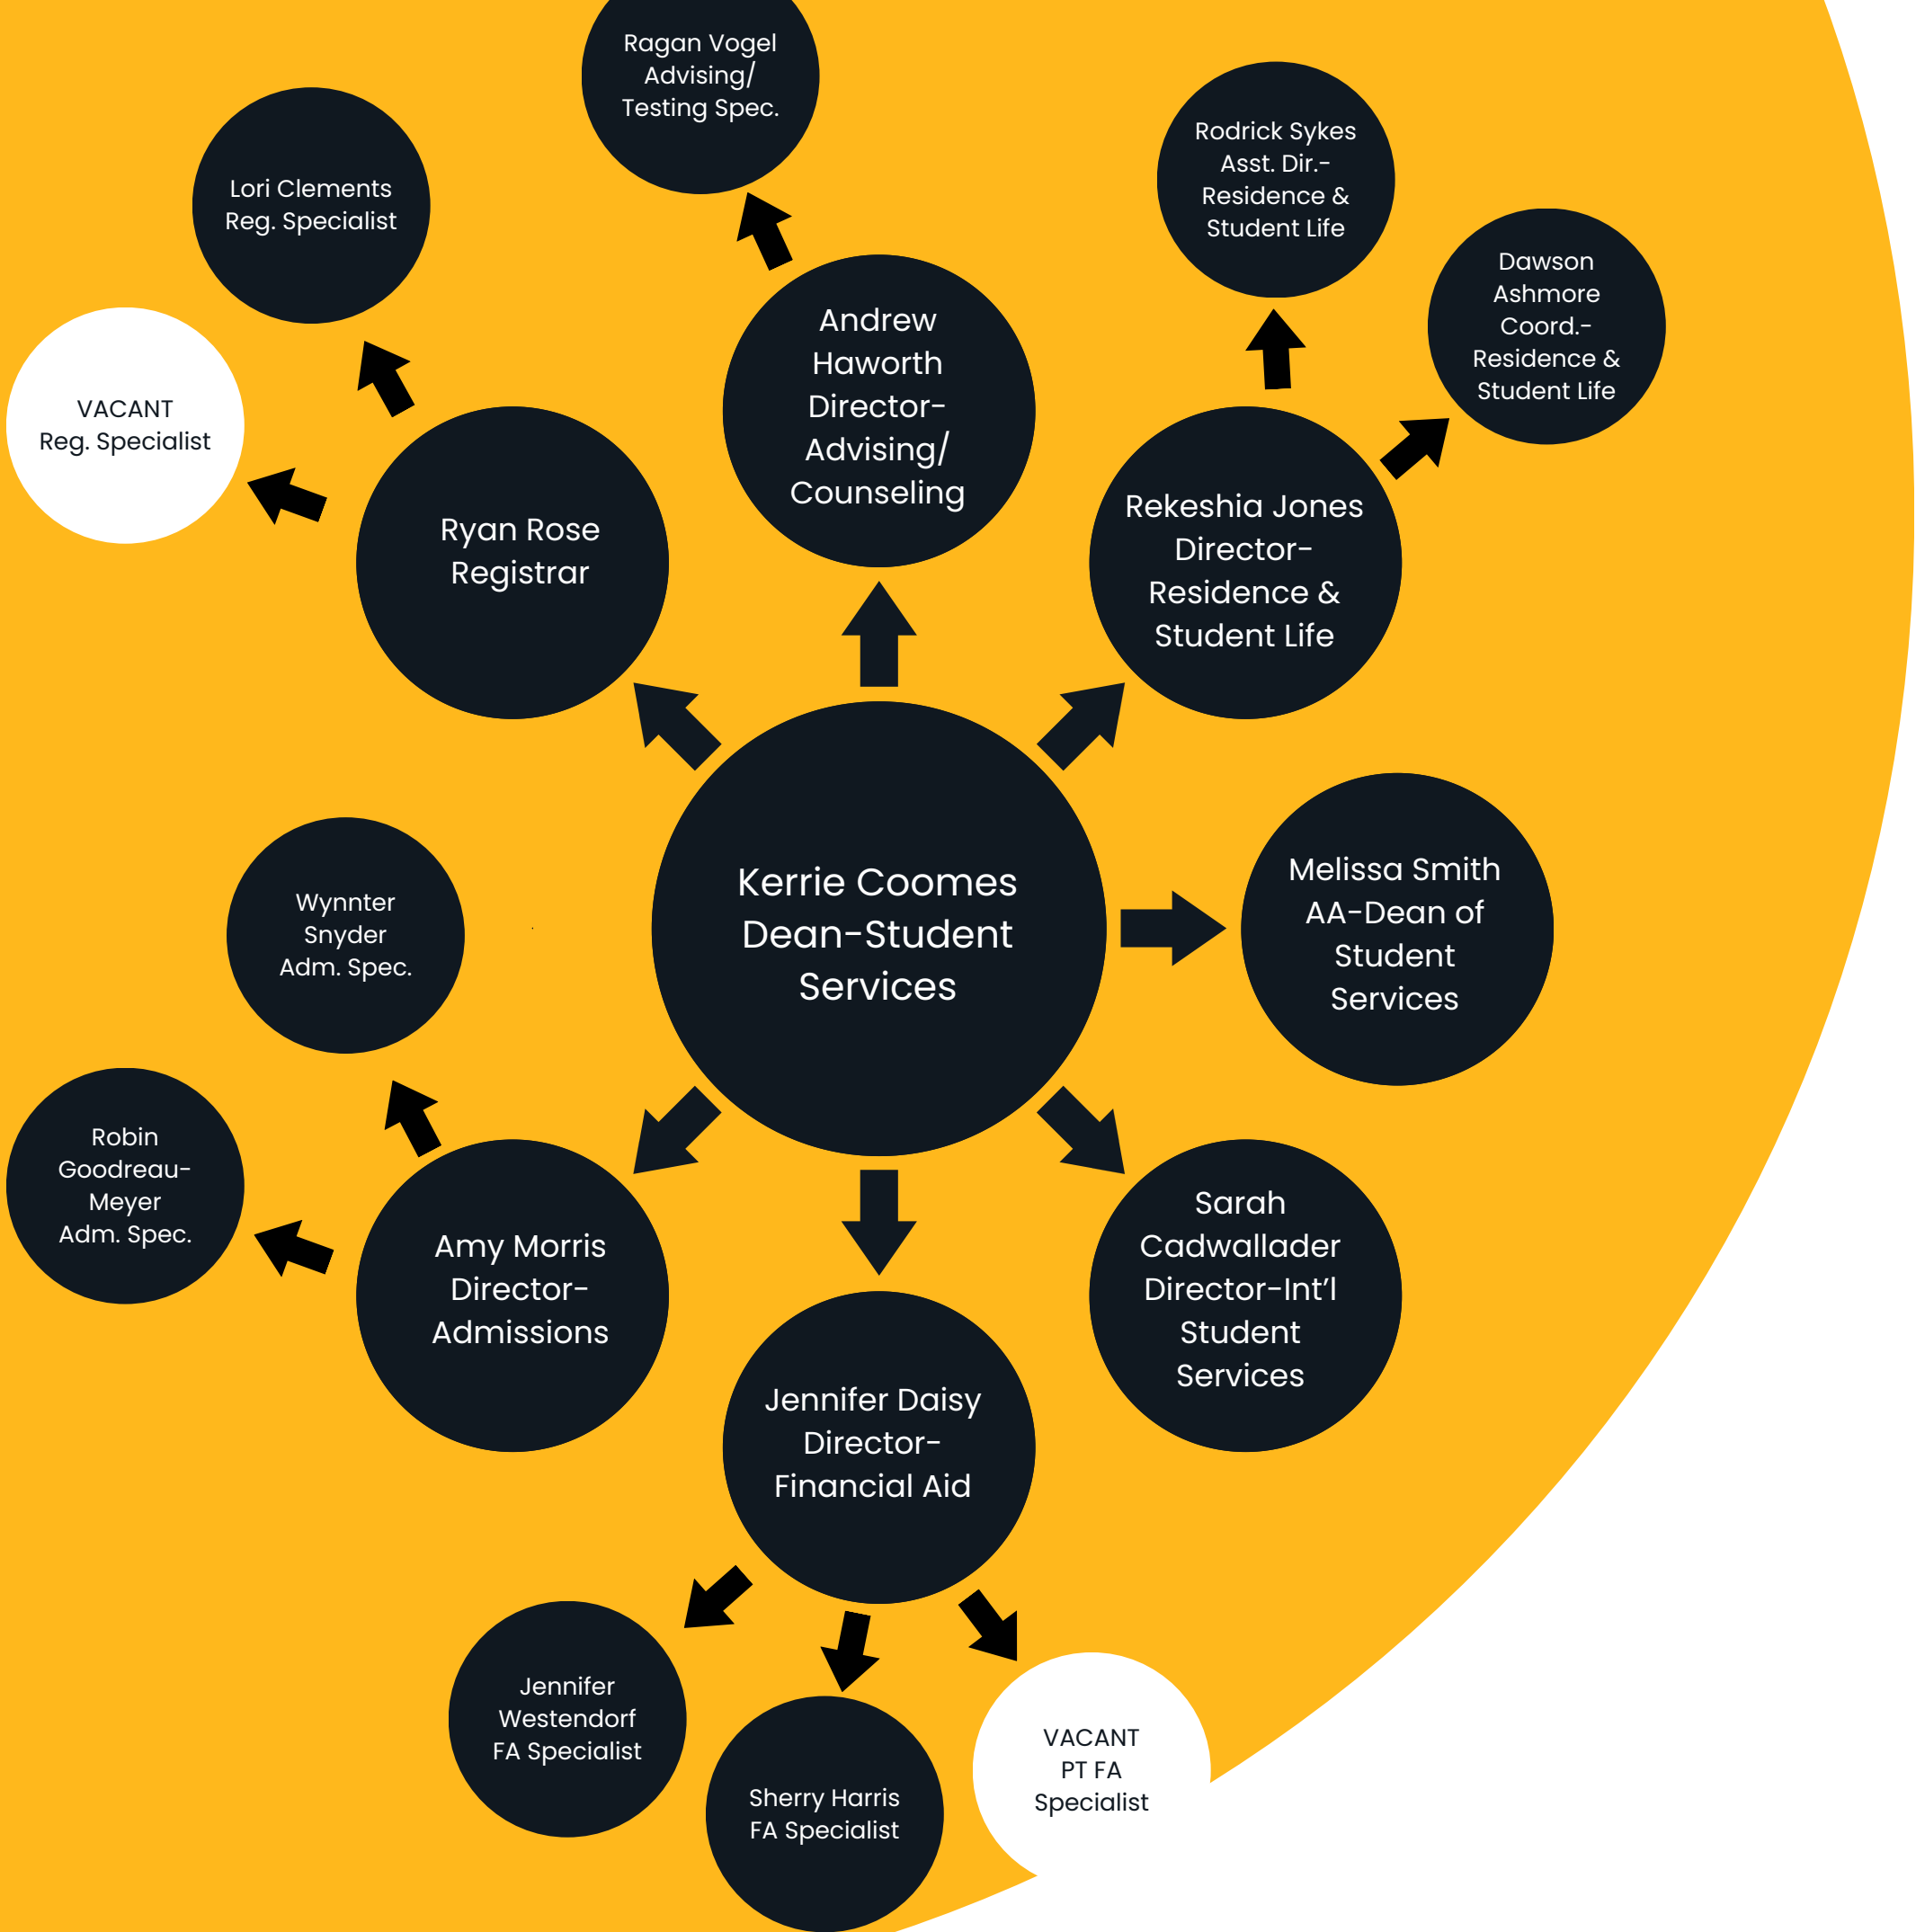 Ragan Vogel
Advising/
Testing Spec.
Lori Clements
Reg. Specialist
Rodrick Sykes
Asst. Dir.-
Residence &
Student Life
Dawson
Ashmore
Coord.-
Residence &
Student Life
VACANT
Reg. Specialist
Andrew
Haworth
Director-
Advising/
Counseling
Ryan Rose
Registrar
Rekeshia Jones
Director-
Residence &
Student Life
Kerrie Coomes
Dean-Student
Services
Melissa Smith
AA-Dean of
Student
Services
Wynnter
Snyder
Adm. Spec.
Robin
Goodreau-
Meyer
Adm. Spec.
Amy Morris
Director-
Admissions
Sarah
Cadwallader
Director-Int’l
Student
Services
Jennifer Daisy
Director-
Financial Aid
Jennifer
Westendorf
FA Specialist
Sherry Harris
FA Specialist
VACANT
PT FA
Specialist